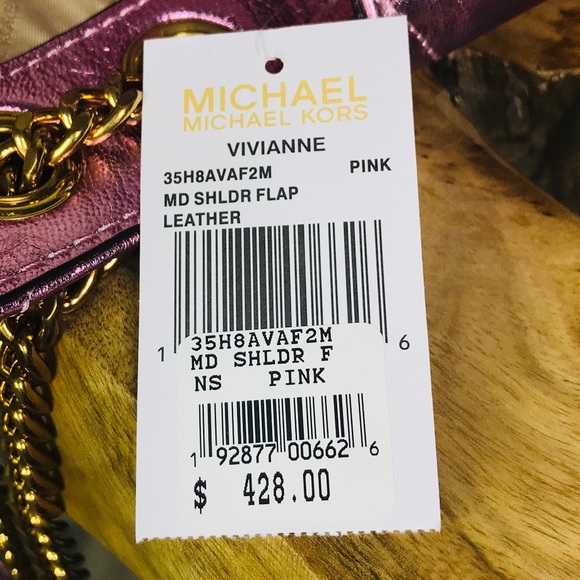 MICHAEL
MICHAEL KORS
VIVIANNE
35H8AVAF2M PINK
MD SHLDR FLAP
LEATHER
1 6
35H8AVAF2M
MD SHLDR F
NS PINK
1 92877 00662 6
$ 428.00